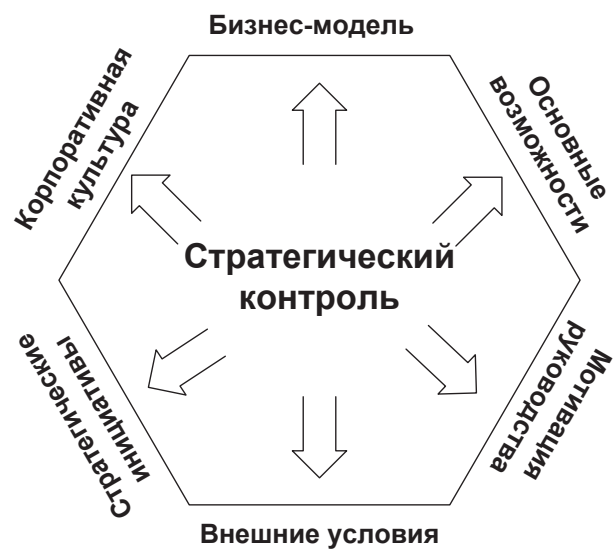 Бизнес-модель
Корпоративная
культура
Основные
возможности
Стратегический
контроль
Стратегические
инициативы
Мотивация
руководства
Внешние условия